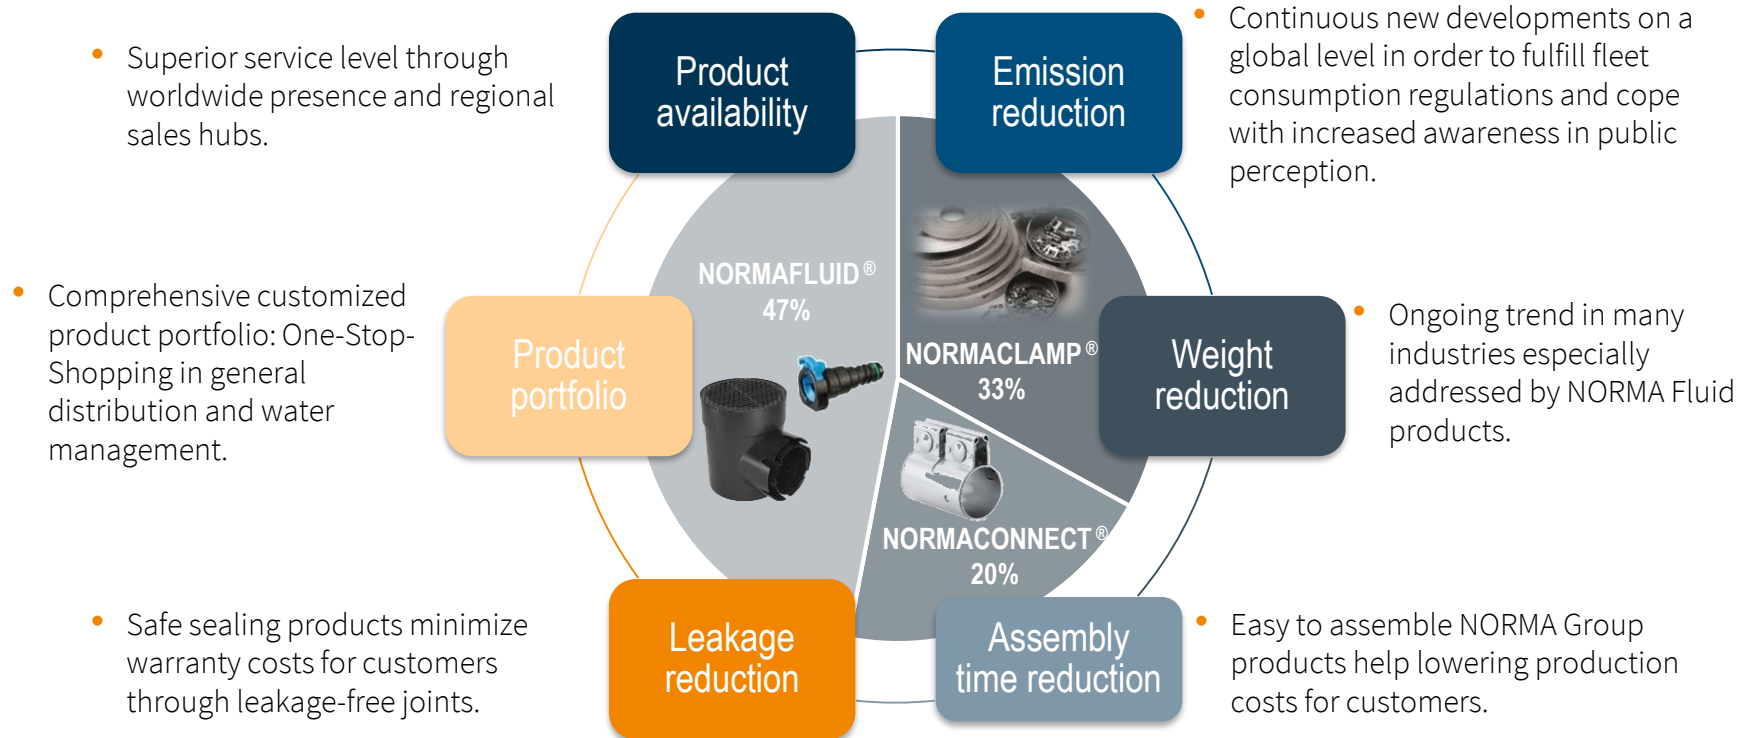 • Superior service level through
worldwide presence and regional
sales hubs.
Product
availability
Emission
reduction
• Continuous new developments on a
global level in order to fulfill fleet
consumption regulations and cope
with increased awareness in public
perception.
• Comprehensive customized
product portfolio: One-Stop-
Shopping in general
distribution and water
management.
Product
portfolio
NORMAFLUID®
47%
NORMACLAMP®
33%
Weight
reduction
• Ongoing trend in many
industries especially
addressed by NORMA Fluid
products.
NORMACONNECT®
20%
• Safe sealing products minimize
warranty costs for customers
through leakage-free joints.
Leakage
reduction
Assembly
time reduction
• Easy to assemble NORMA Group
products help lowering production
costs for customers.